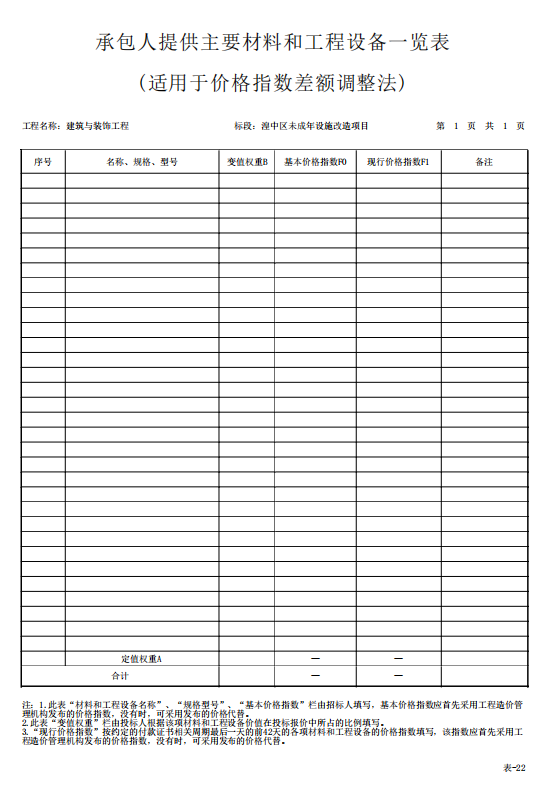 承包人提供主要材料和工程设备一览表
(适用于价格指数差额调整法)
工程名称：建筑与装饰工程 标段：湟中区未成年设施改造项目 第 1 页 共 1 页
序号 名称、规格、型号 变值权重B 基本价格指数F0 现行价格指数F1 备注
定值权重A — —
合计 — —
注：1.此表“材料和工程设备名称”、“规格型号”、“基本价格指数”栏由招标人填写，基本价格指数应首先采用工程造价管
理机构发布的价格指数，没有时，可采用发布的价格代替。
2.此表“变值权重”栏由投标人根据该项材料和工程设备价值在投标报价中所占的比例填写。
3.“现行价格指数”按约定的付款证书相关周期最后一天的前42天的各项材料和工程设备的价格指数填写，该指数应首先采用工
程造价管理机构发布的价格指数，没有时，可采用发布的价格代替。
表-22